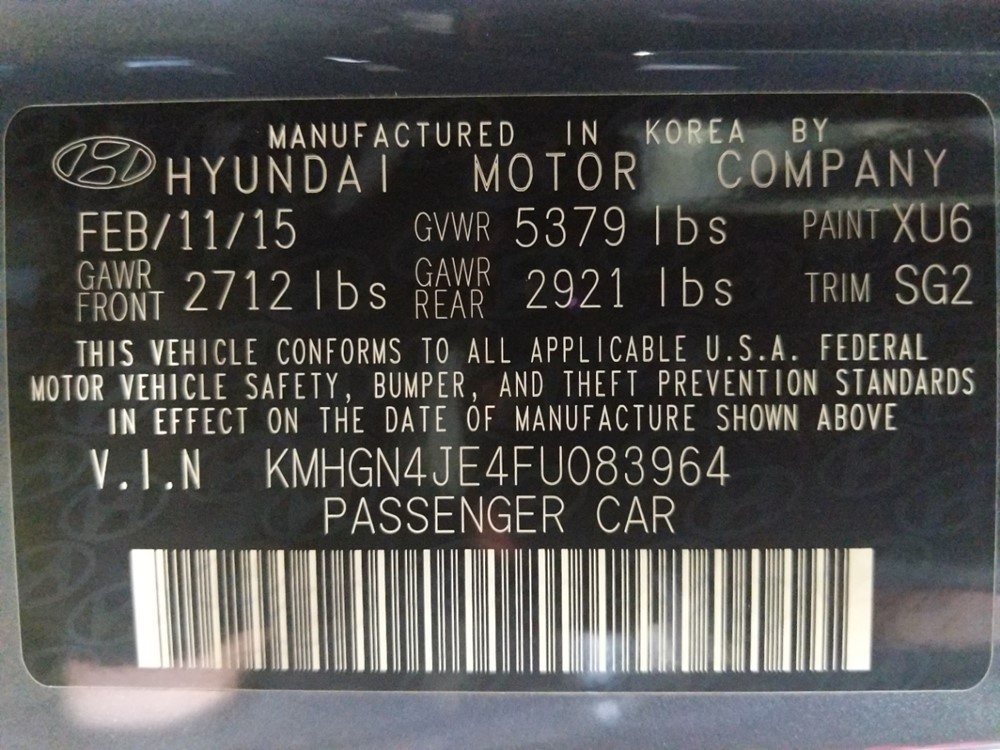 MANUFACTURED IN KOREA BY
HYUNDAI MOTOR COMPANY
FEB/11/15 GVWR 5379 lbs PAINT XU6
GAWR FRONT 2712 lbs GAWR REAR 2921 lbs TRIM SG2
THIS VEHICLE CONFORMS TO ALL APPLICABLE U.S.A. FEDERAL
MOTOR VEHICLE SAFETY, BUMPER, AND THEFT PREVENTION STANDARDS
IN EFFECT ON THE DATE OF MANUFACTURE SHOWN ABOVE
V.I.N KMHGN4JE4FU083964
PASSENGER CAR